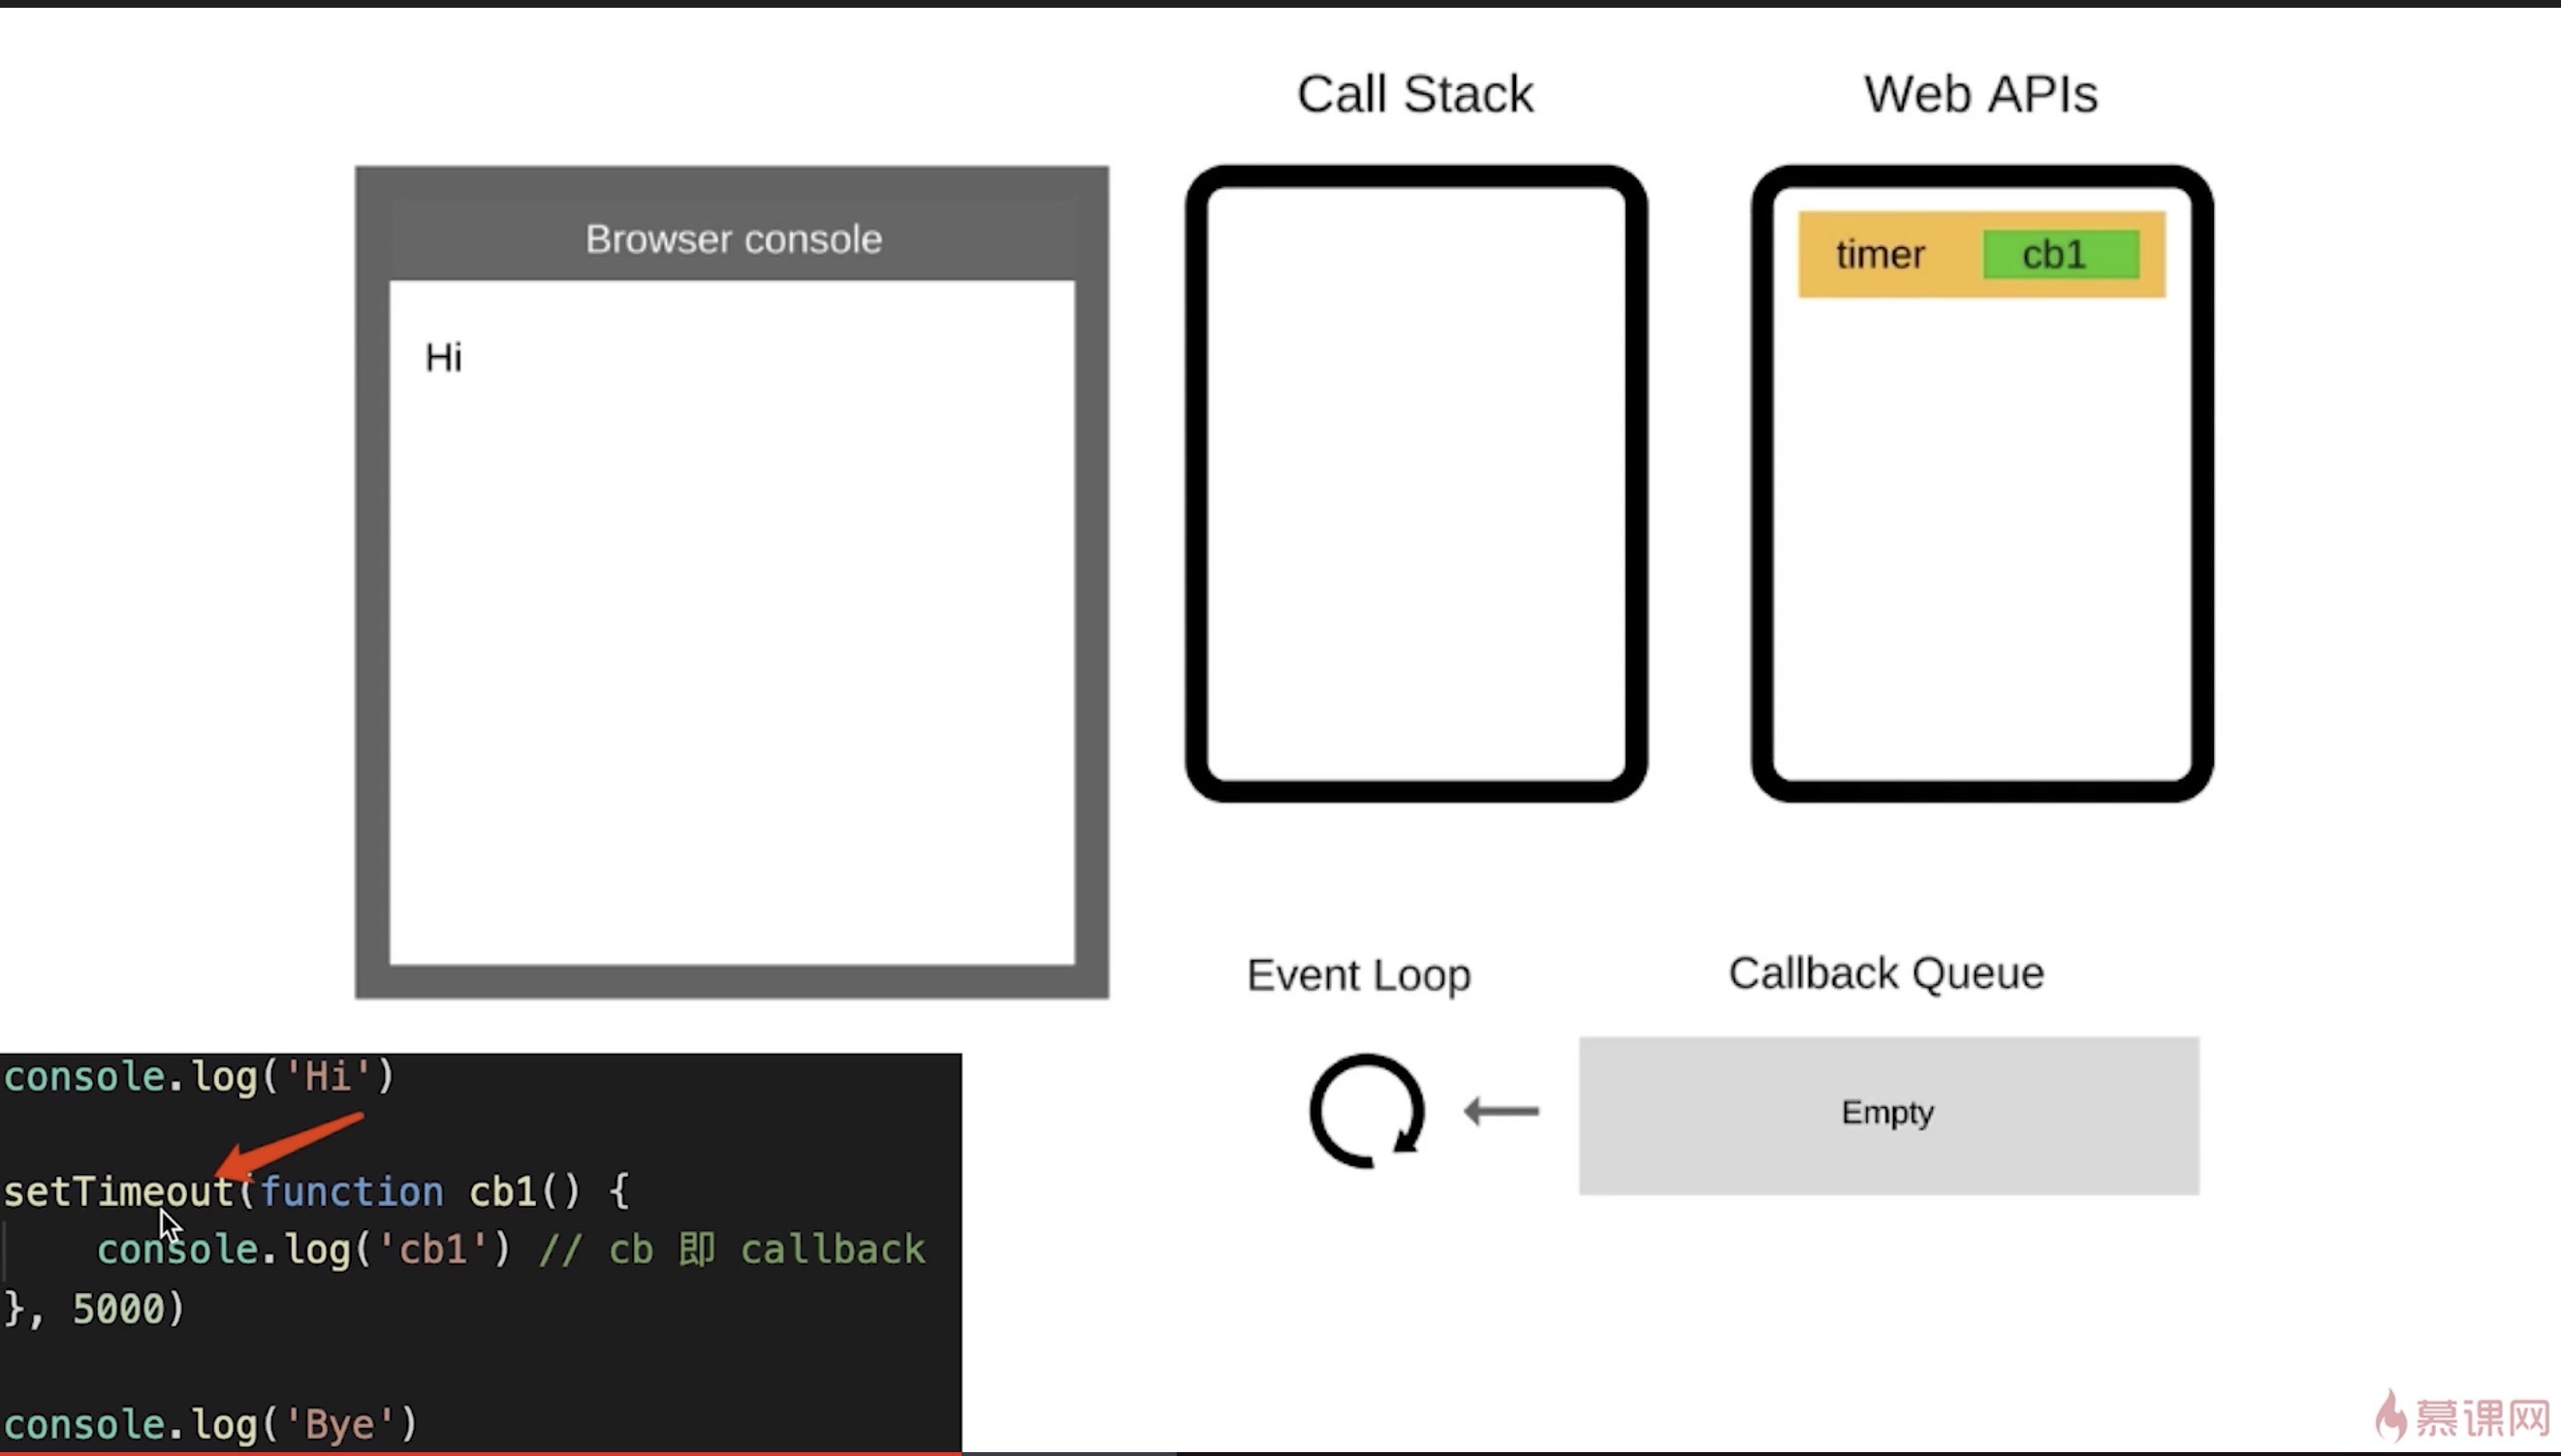 Call Stack
Web APIs
Browser console
timer
cb1
Hi
Event Loop
Callback Queue
Empty
console.log('Hi')
setTimeout(function cb1() {
    console.log('cb1') // cb 即 callback
}, 5000)
console.log('Bye')
慕课网